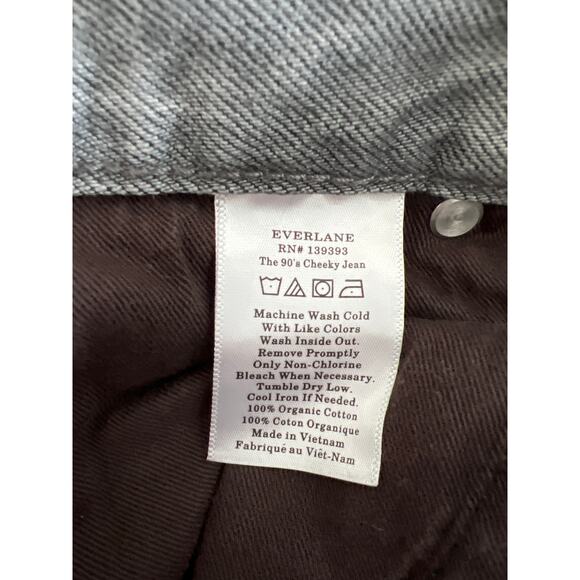 EVERLANE
RN# 139393
The 90's Cheeky Jean
Machine Wash Cold
With Like Colors
Wash Inside Out.
Remove Promptly
Only Non-Chlorine
Bleach When Necessary.
Tumble Dry Low.
Cool Iron If Needed.
100% Organic Cotton
100% Coton Organique
Made in Vietnam
Fabriqué au Viêt-Nam